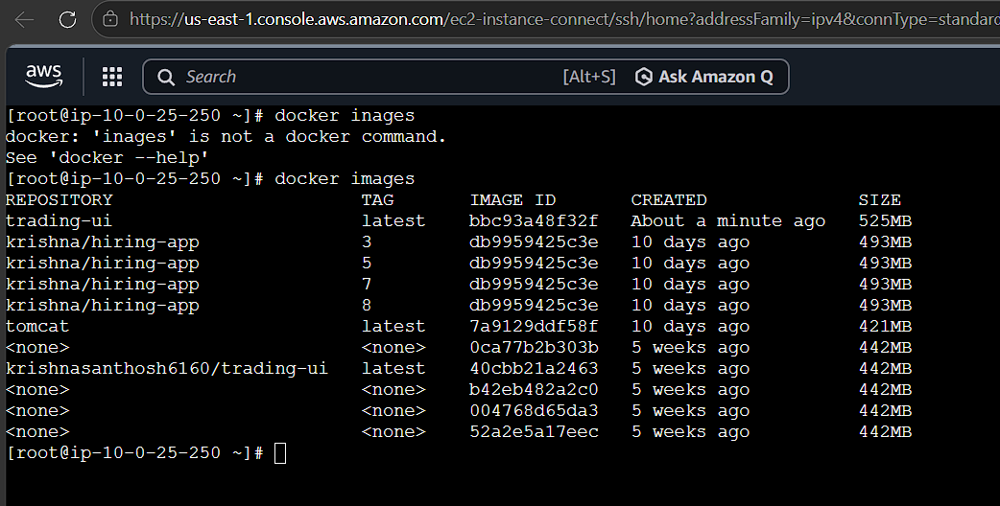 https://us-east-1.console.aws.amazon.com/ec2-instance-connect/ssh/home?addressFamily=ipv4&connType=standard
aws Search [Alt+S] Ask Amazon Q
[root@ip-10-0-25-250 ~]# docker inages
docker: 'inages' is not a docker command.
See 'docker --help'
[root@ip-10-0-25-250 ~]# docker images
REPOSITORY TAG IMAGE ID CREATED SIZE
trading-ui latest bbc93a48f32f About a minute ago 525MB
krishna/hiring-app 3 db9959425c3e 10 days ago 493MB
krishna/hiring-app 5 db9959425c3e 10 days ago 493MB
krishna/hiring-app 7 db9959425c3e 10 days ago 493MB
krishna/hiring-app 8 db9959425c3e 10 days ago 493MB
tomcat latest 7a9129ddf58f 10 days ago 421MB
<none> <none> 0ca77b2b303b 5 weeks ago 442MB
krishnasanthosh6160/trading-ui latest 40cbb21a2463 5 weeks ago 442MB
<none> <none> b42eb482a2c0 5 weeks ago 442MB
<none> <none> 004768d65da3 5 weeks ago 442MB
<none> <none> 52a2e5a17eec 5 weeks ago 442MB
[root@ip-10-0-25-250 ~]#